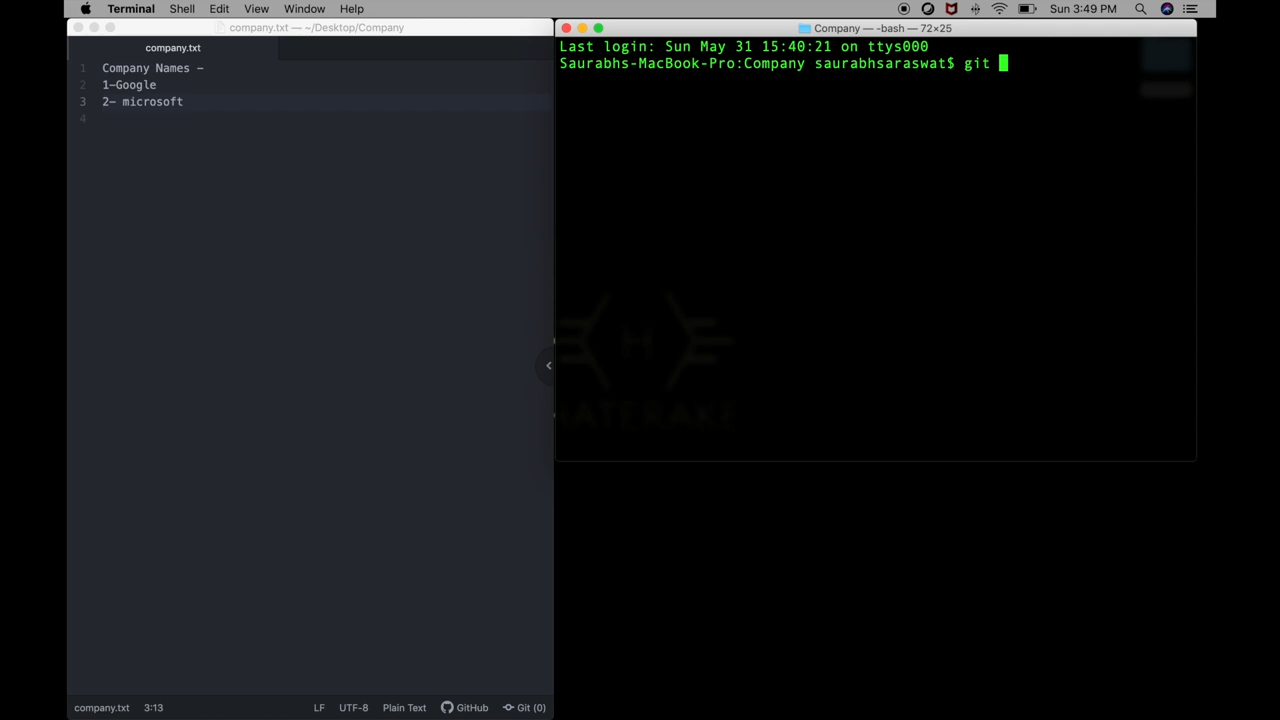 Terminal Shell Edit View Window Help Sun 3:49 PM
company.txt — ~/Desktop/Company
company.txt
1 Company Names –
2 1-Google
3 2- microsoft
4
company.txt 3:13 LF UTF-8 Plain Text GitHub Git (0)
Company — -bash — 72×25
Last login: Sun May 31 15:40:21 on ttys000
Saurabhs-MacBook-Pro:Company saurabhsaraswat$ git